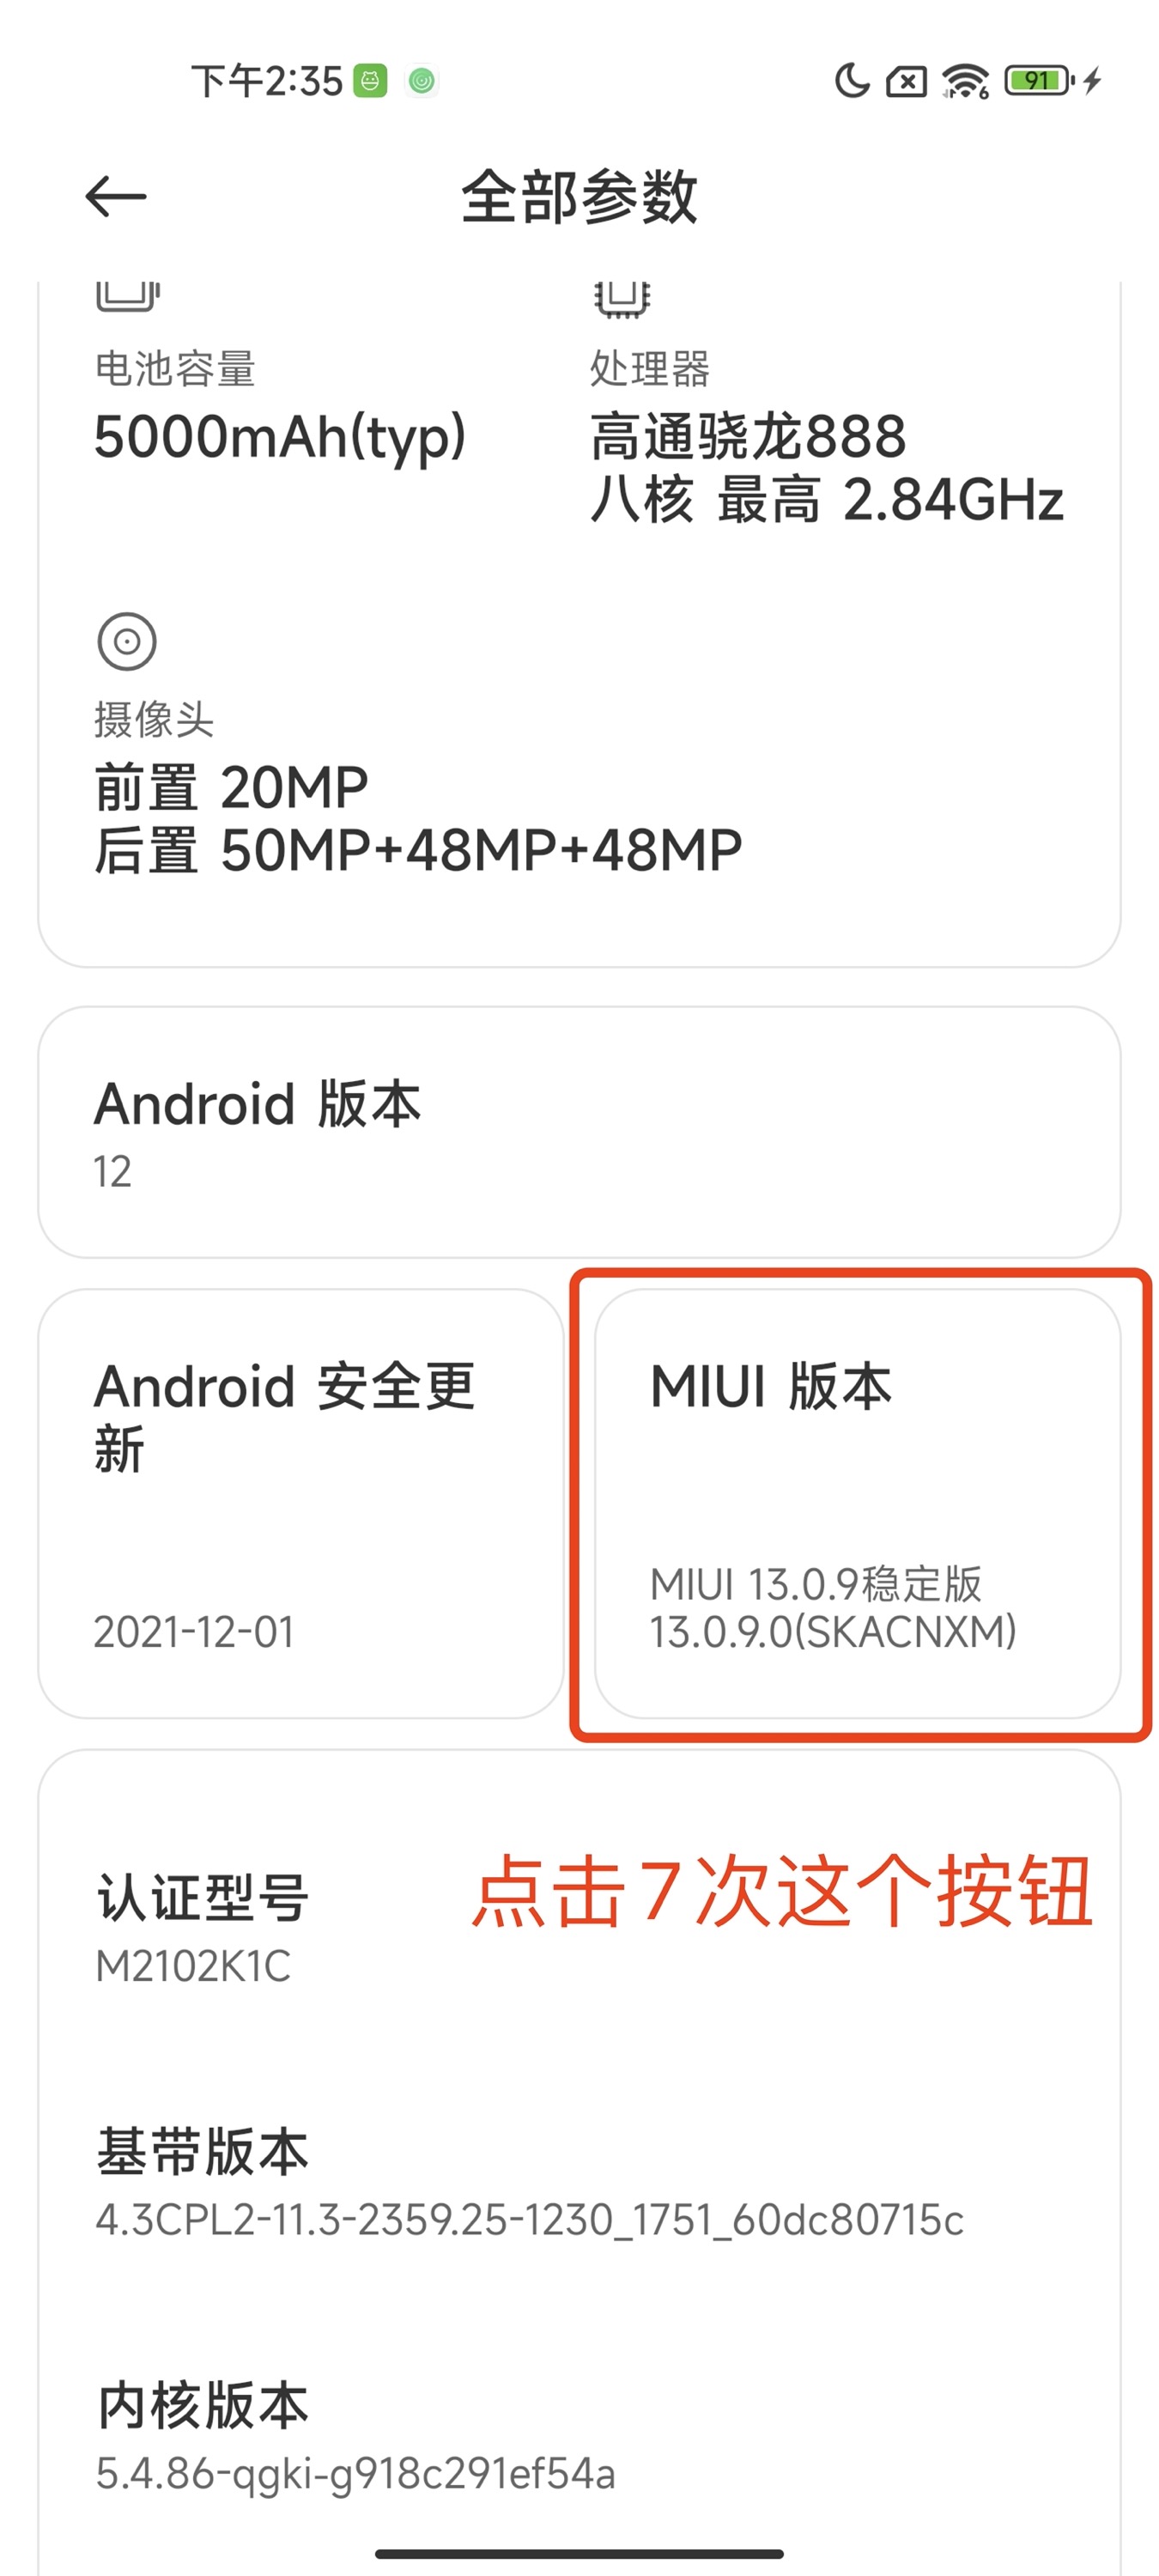 下午2:35
6
91
全部参数
电池容量
5000mAh(typ)
处理器
高通骁龙888
八核 最高 2.84GHz
摄像头
前置 20MP
后置 50MP+48MP+48MP
Android 版本
12
Android 安全更
新
2021-12-01
MIUI 版本
MIUI 13.0.9稳定版
13.0.9.0(SKACNXM)
认证型号
M2102K1C
点击7次这个按钮
基带版本
4.3CPL2-11.3-2359.25-1230_1751_60dc80715c
内核版本
5.4.86-qgki-g918c291ef54a